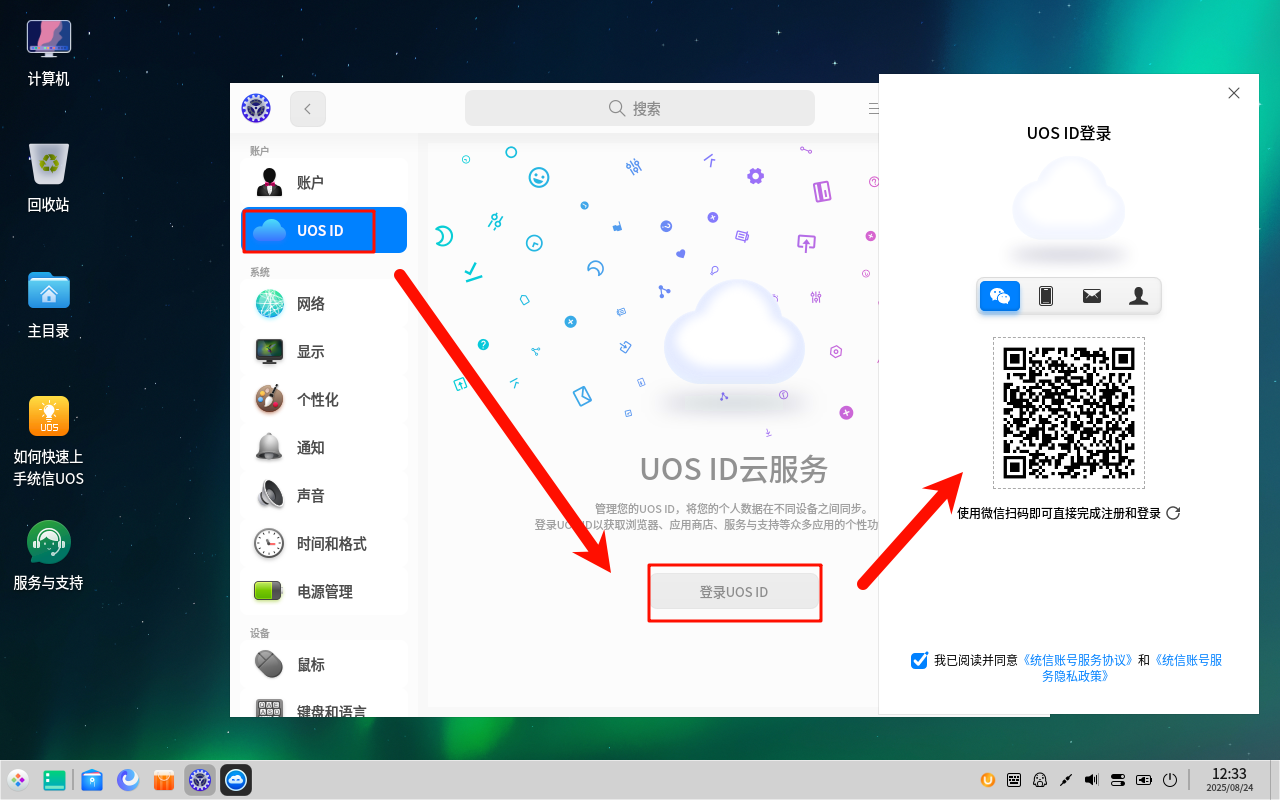 计算机
回收站
主目录
UOS
如何快速上
手统信UOS
服务与支持
搜索
账户
账户
UOS ID
系统
网络
显示
个性化
通知
声音
时间和格式
电源管理
设备
鼠标
键盘和语言
UOS ID云服务
管理您的UOS ID，将您的个人数据在不同设备之间同步。
登录UOS ID以获取浏览器、应用商店、服务与支持等众多应用的个性功
登录UOS ID
UOS ID登录
使用微信扫码即可直接完成注册和登录
我已阅读并同意《统信账号服务协议》和《统信账号服
务隐私政策》
12:33
2025/08/24